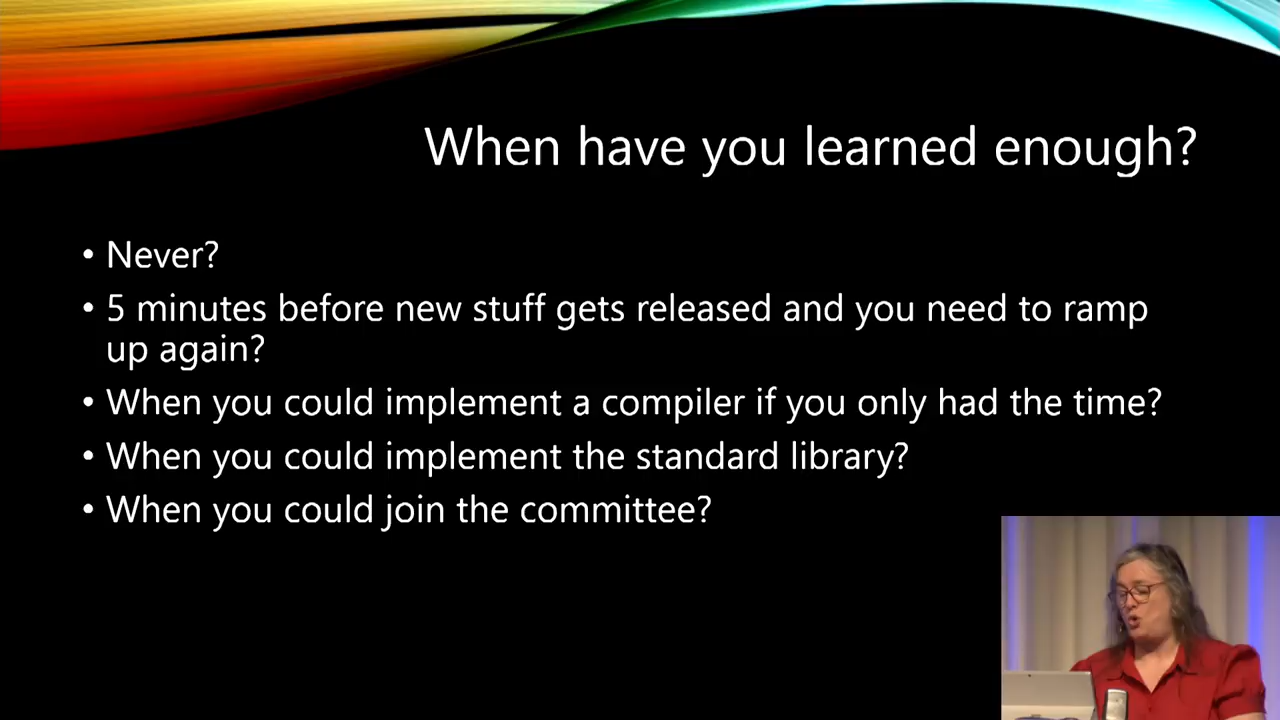 When have you learned enough?
• Never?
• 5 minutes before new stuff gets released and you need to ramp
up again?
• When you could implement a compiler if you only had the time?
• When you could implement the standard library?
• When you could join the committee?